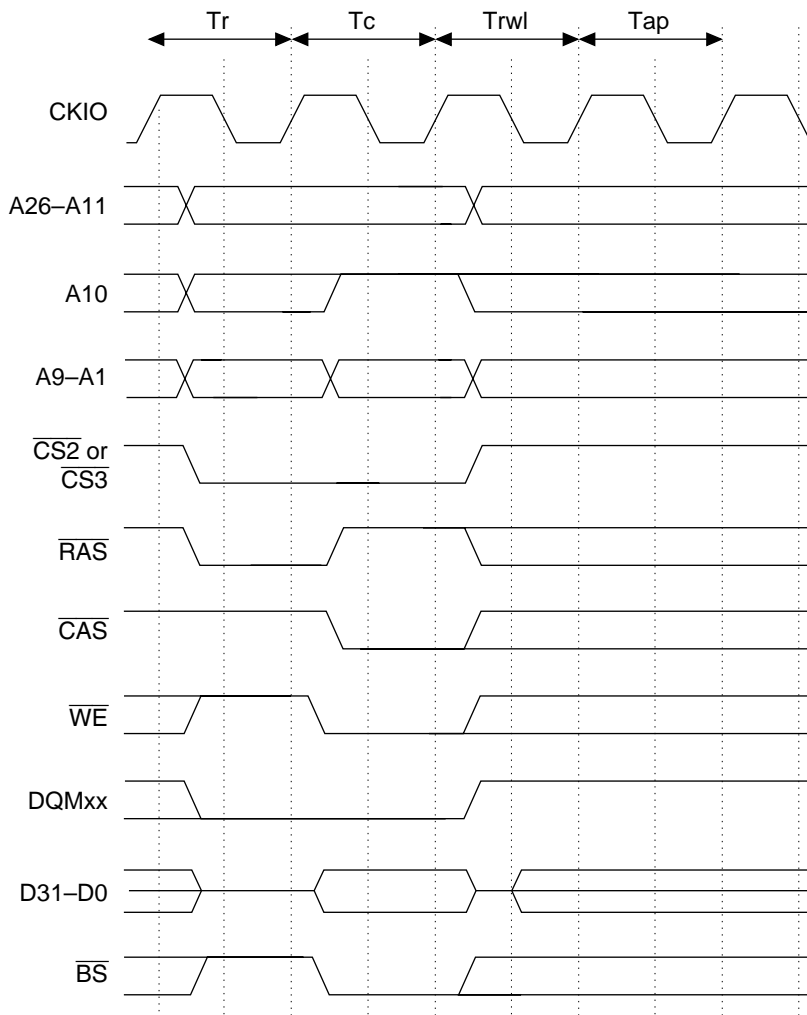 Tr Tc Trwl Tap
CKIO
A26–A11
A10
A9–A1
CS2 or
CS3
RAS
CAS
WE
DQMxx
D31–D0
BS